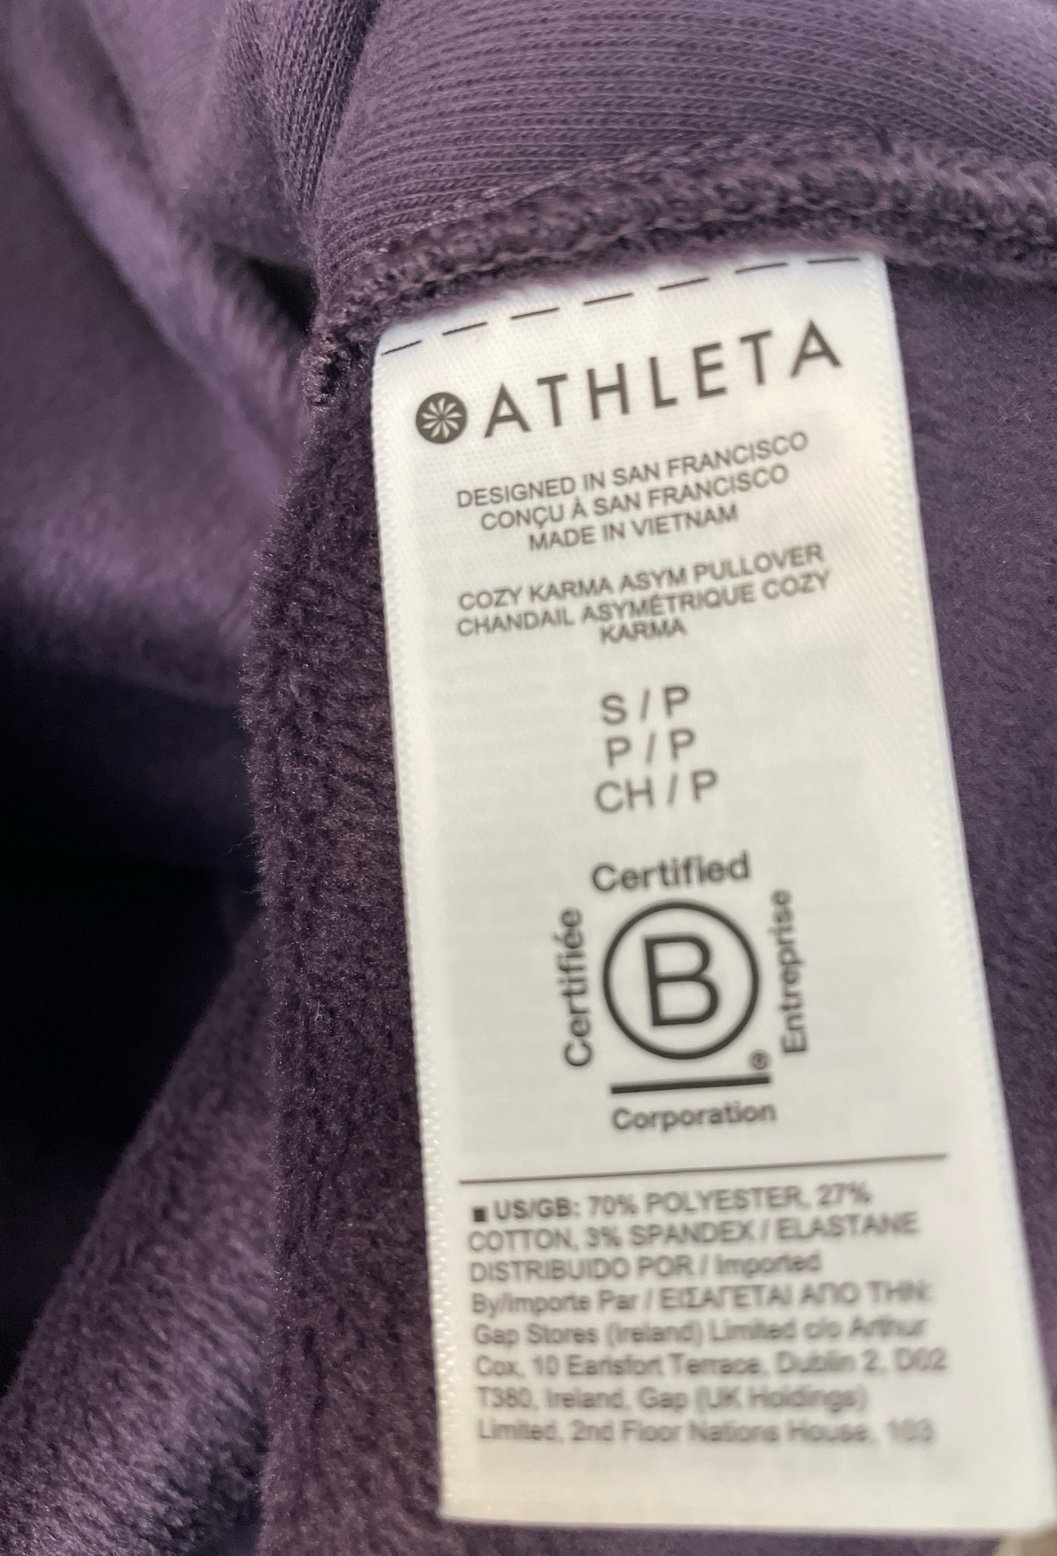 ATHLETA
DESIGNED IN SAN FRANCISCO
CONÇU À SAN FRANCISCO
MADE IN VIETNAM
COZY KARMA ASYM PULLOVER
CHANDAIL ASYMÉTRIQUE COZY
KARMA
S / P
P / P
CH / P
Certified
Certifiée
B
Entreprise
®
Corporation
■ US/GB: 70% POLYESTER, 27%
COTTON, 3% SPANDEX / ELASTANE
DISTRIBUIDO POR / Imported
By/Importe Par / ΕΙΣΑΓΕΤΑΙ ΑΠΟ ΤΗΝ:
Gap Stores (Ireland) Limited c/o Arthur
Cox, 10 Earlsfort Terrace, Dublin 2, D02
T380, Ireland, Gap (UK Holdings)
Limited, 2nd Floor Nations House, 103